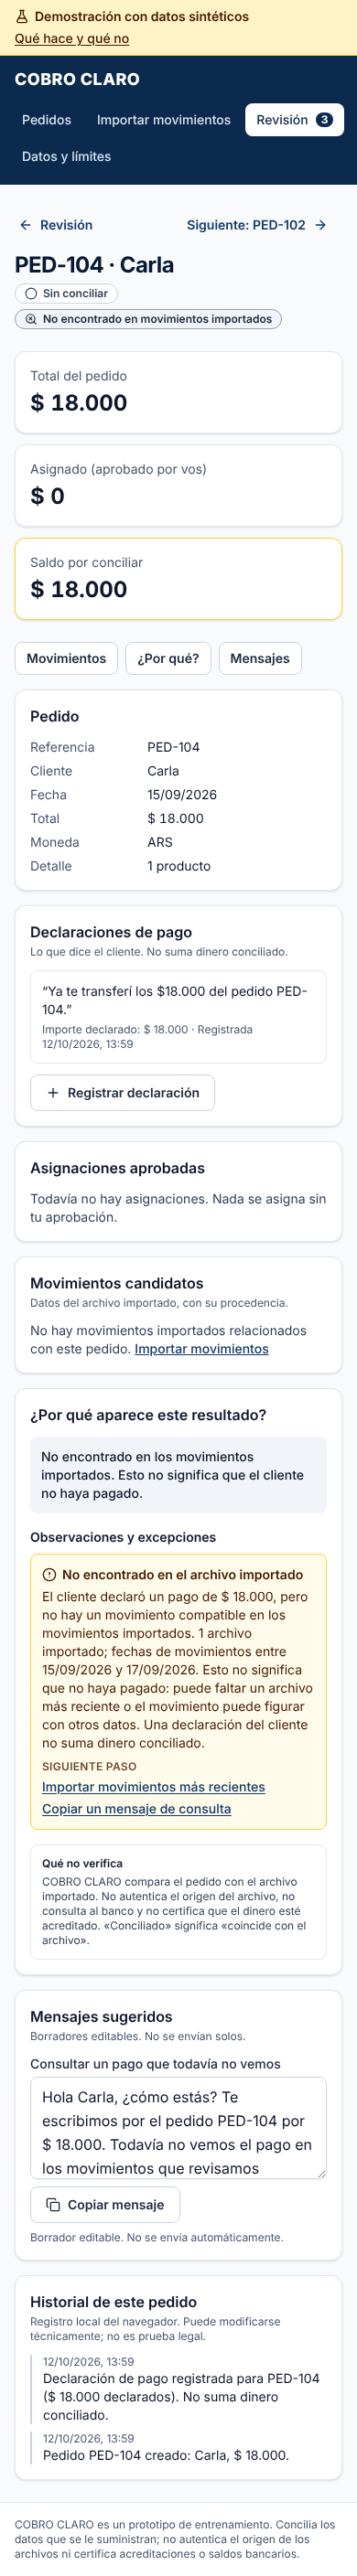 Demostración con datos sintéticos
Qué hace y qué no
COBRO CLARO
Pedidos
Importar movimientos
Revisión 3
Datos y límites
Revisión
Siguiente: PED-102
PED-104 · Carla
Sin conciliar
No encontrado en movimientos importados
Total del pedido
$ 18.000
Asignado (aprobado por vos)
$ 0
Saldo por conciliar
$ 18.000
Movimientos
¿Por qué?
Mensajes
Pedido
Referencia PED-104
Cliente Carla
Fecha 15/09/2026
Total $ 18.000
Moneda ARS
Detalle 1 producto
Declaraciones de pago
Lo que dice el cliente. No suma dinero conciliado.
“Ya te transferí los $18.000 del pedido PED-
104.”
Importe declarado: $ 18.000 · Registrada
12/10/2026, 13:59
Registrar declaración
Asignaciones aprobadas
Todavía no hay asignaciones. Nada se asigna sin
tu aprobación.
Movimientos candidatos
Datos del archivo importado, con su procedencia.
No hay movimientos importados relacionados
con este pedido. Importar movimientos
¿Por qué aparece este resultado?
No encontrado en los movimientos
importados. Esto no significa que el cliente
no haya pagado.
Observaciones y excepciones
No encontrado en el archivo importado
El cliente declaró un pago de $ 18.000, pero
no hay un movimiento compatible en los
movimientos importados. 1 archivo
importado; fechas de movimientos entre
15/09/2026 y 17/09/2026. Esto no significa
que no haya pagado: puede faltar un archivo
más reciente o el movimiento puede figurar
con otros datos. Una declaración del cliente
no suma dinero conciliado.
SIGUIENTE PASO
Importar movimientos más recientes
Copiar un mensaje de consulta
Qué no verifica
COBRO CLARO compara el pedido con el archivo
importado. No autentica el origen del archivo, no
consulta al banco y no certifica que el dinero esté
acreditado. «Conciliado» significa «coincide con el
archivo».
Mensajes sugeridos
Borradores editables. No se envían solos.
Consultar un pago que todavía no vemos
Hola Carla, ¿cómo estás? Te
escribimos por el pedido PED-104 por
$ 18.000. Todavía no vemos el pago en
los movimientos que revisamos
Copiar mensaje
Borrador editable. No se envía automáticamente.
Historial de este pedido
Registro local del navegador. Puede modificarse
técnicamente; no es prueba legal.
12/10/2026, 13:59
Declaración de pago registrada para PED-104
($ 18.000 declarados). No suma dinero
conciliado.
12/10/2026, 13:59
Pedido PED-104 creado: Carla, $ 18.000.
COBRO CLARO es un prototipo de entrenamiento. Concilia los
datos que se le suministran; no autentica el origen de los
archivos ni certifica acreditaciones o saldos bancarios.